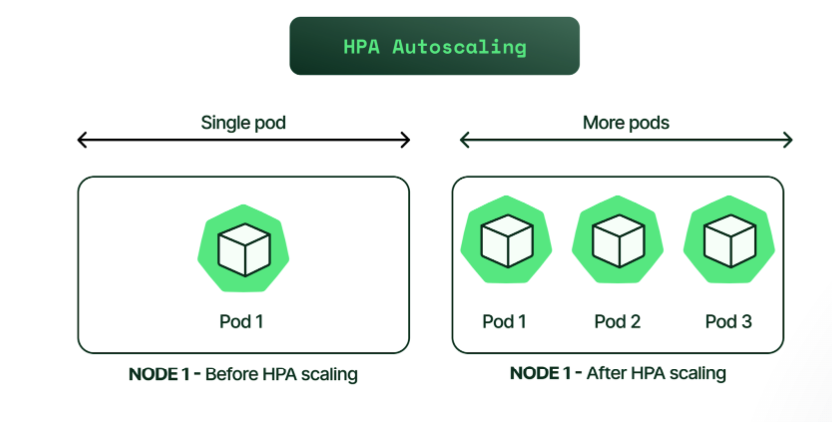 HPA Autoscaling
Single pod
More pods
Pod 1
Pod 1
Pod 2
Pod 3
NODE 1 - Before HPA scaling
NODE 1 - After HPA scaling